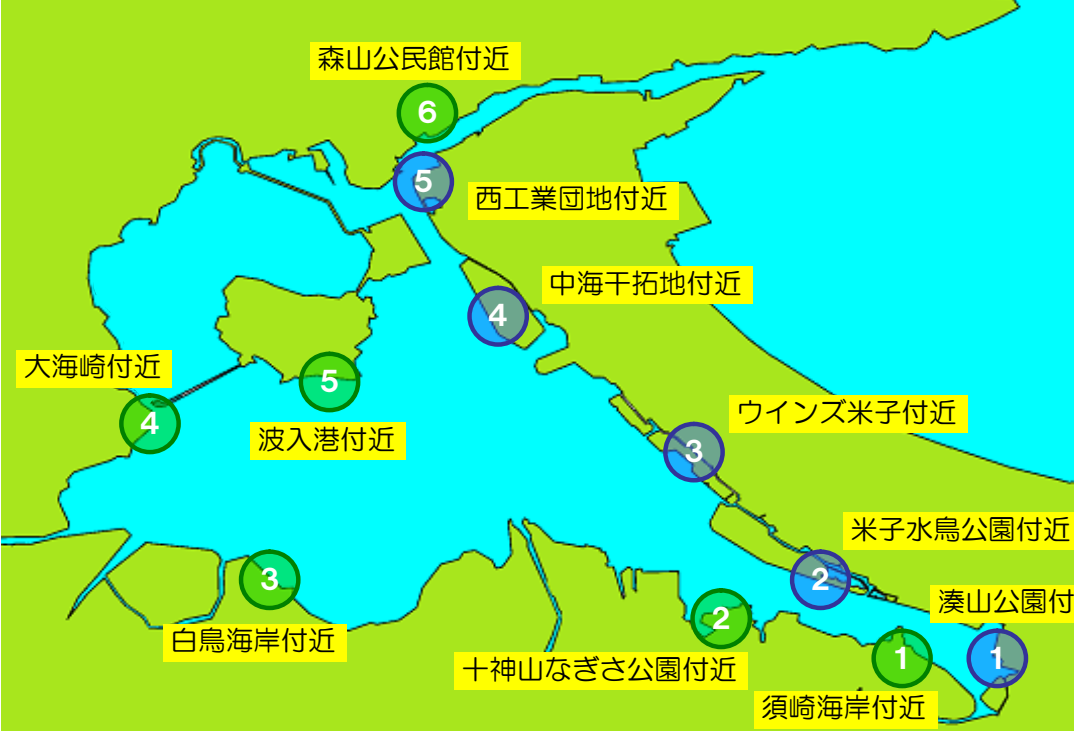 森山公民館付近
6
5
西工業団地付近
中海干拓地付近
4
大海崎付近
5
4
波入港付近
ウインズ米子付近
3
米子水鳥公園付近
3
2
湊山公園付
2
白鳥海岸付近
十神山なぎさ公園付近
1
1
須崎海岸付近